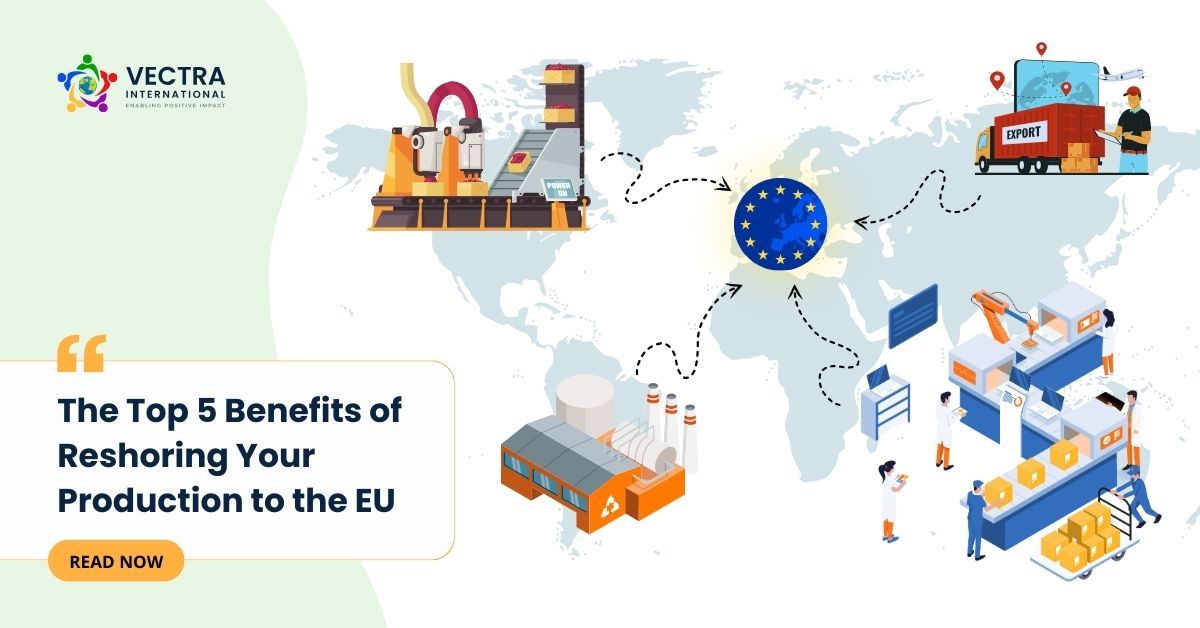 VECTRA
INTERNATIONAL
ENABLING POSITIVE IMPACT
POWER
ON
EXPORT
“
The Top 5 Benefits of
Reshoring Your
Production to the EU
READ NOW